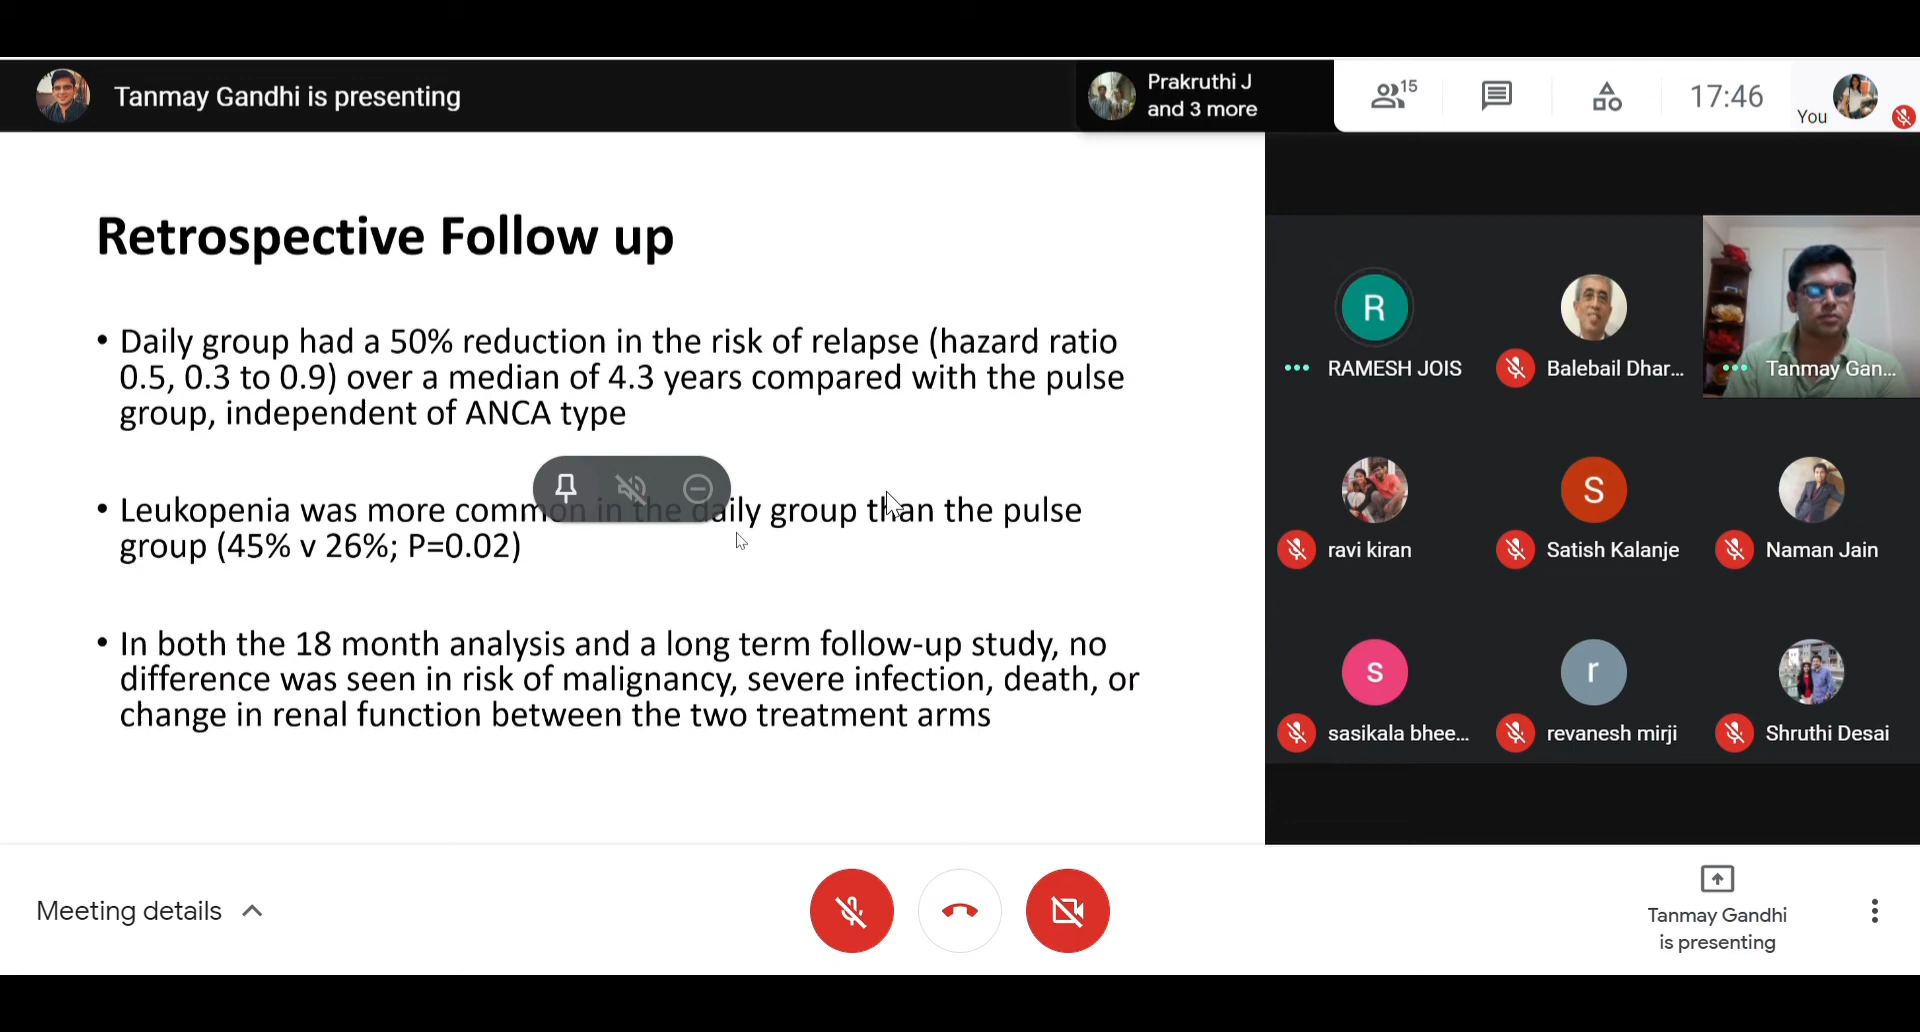 Tanmay Gandhi is presenting
Prakruthi J
and 3 more
15
17:46
You
Retrospective Follow up
• Daily group had a 50% reduction in the risk of relapse (hazard ratio
0.5, 0.3 to 0.9) over a median of 4.3 years compared with the pulse
group, independent of ANCA type
• Leukopenia was more common in the daily group than the pulse
group (45% v 26%; P=0.02)
• In both the 18 month analysis and a long term follow-up study, no
difference was seen in risk of malignancy, severe infection, death, or
change in renal function between the two treatment arms
R
RAMESH JOIS
Balebail Dhar...
Tanmay Gan...
ravi kiran
S
Satish Kalanje
Naman Jain
s
sasikala bhee...
r
revanesh mirji
Shruthi Desai
Meeting details
Tanmay Gandhi
is presenting